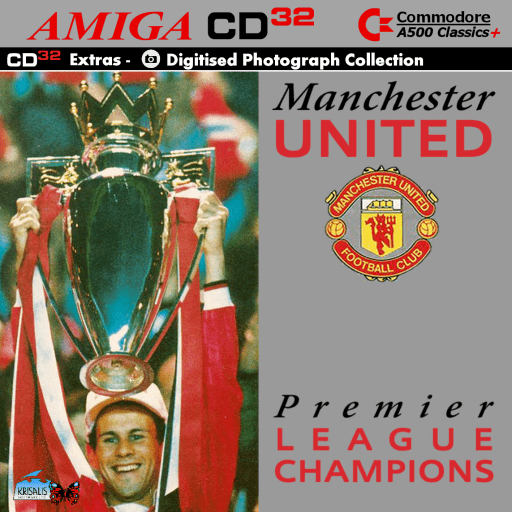 AMIGA CD32
Commodore
A500 Classics+
CD32 Extras - Digitised Photograph Collection
Manchester
UNITED
MANCHESTER UNITED
FOOTBALL CLUB
Premier
LEAGUE
CHAMPIONS
KRISALIS